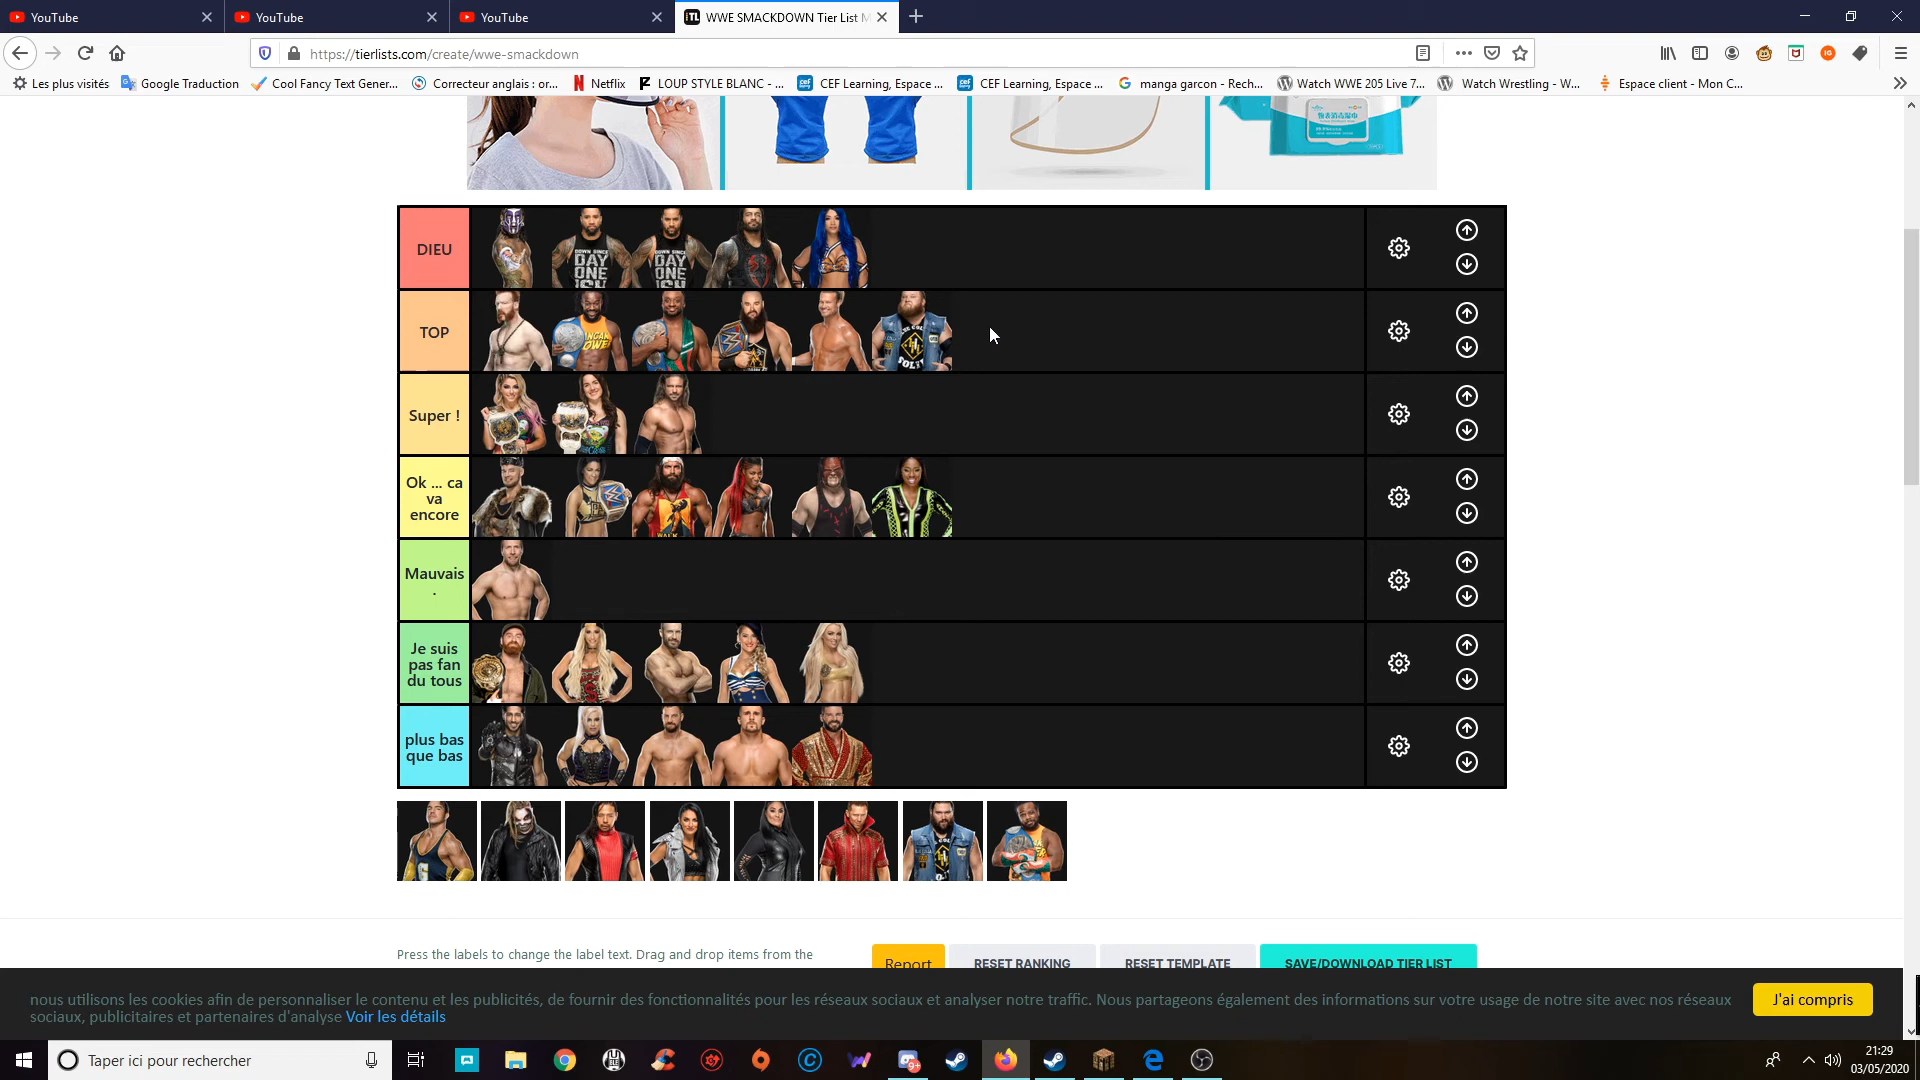 YouTube
YouTube
YouTube
WWE SMACKDOWN Tier List M
https://tierlists.com/create/wwe-smackdown
Les plus visités
Google Traduction
Cool Fancy Text Gener...
Correcteur anglais : or...
Netflix
LOUP STYLE BLANC - ...
CEF Learning, Espace ...
CEF Learning, Espace ...
manga garcon - Rech...
Watch WWE 205 Live 7...
Watch Wrestling - W...
Espace client - Mon C...
DIEU
TOP
Super !
Ok ... ca
va
encore
Mauvais
.
Je suis
pas fan
du tous
plus bas
que bas
Press the labels to change the label text. Drag and drop items from the
Report
RESET RANKING
RESET TEMPLATE
SAVE/DOWNLOAD TIER LIST
nous utilisons les cookies afin de personnaliser le contenu et les publicités, de fournir des fonctionnalités pour les réseaux sociaux et analyser notre traffic. Nous partageons également des informations sur votre usage de notre site avec nos réseaux
sociaux, publicitaires et partenaires d'analyse Voir les détails
J'ai compris
Taper ici pour rechercher
21:29
03/05/2020